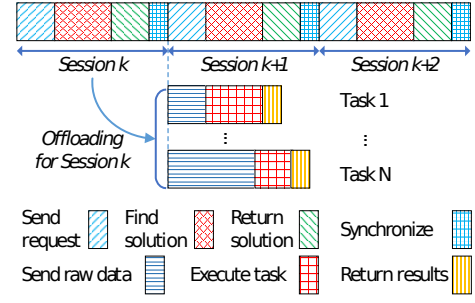 Session k Session k+1 Session k+2
Task 1
Offloading
for Session k
⋮ ⋮
Task N
Send
request
Find
solution
Return
solution
Synchronize
Send raw data Execute task Return results